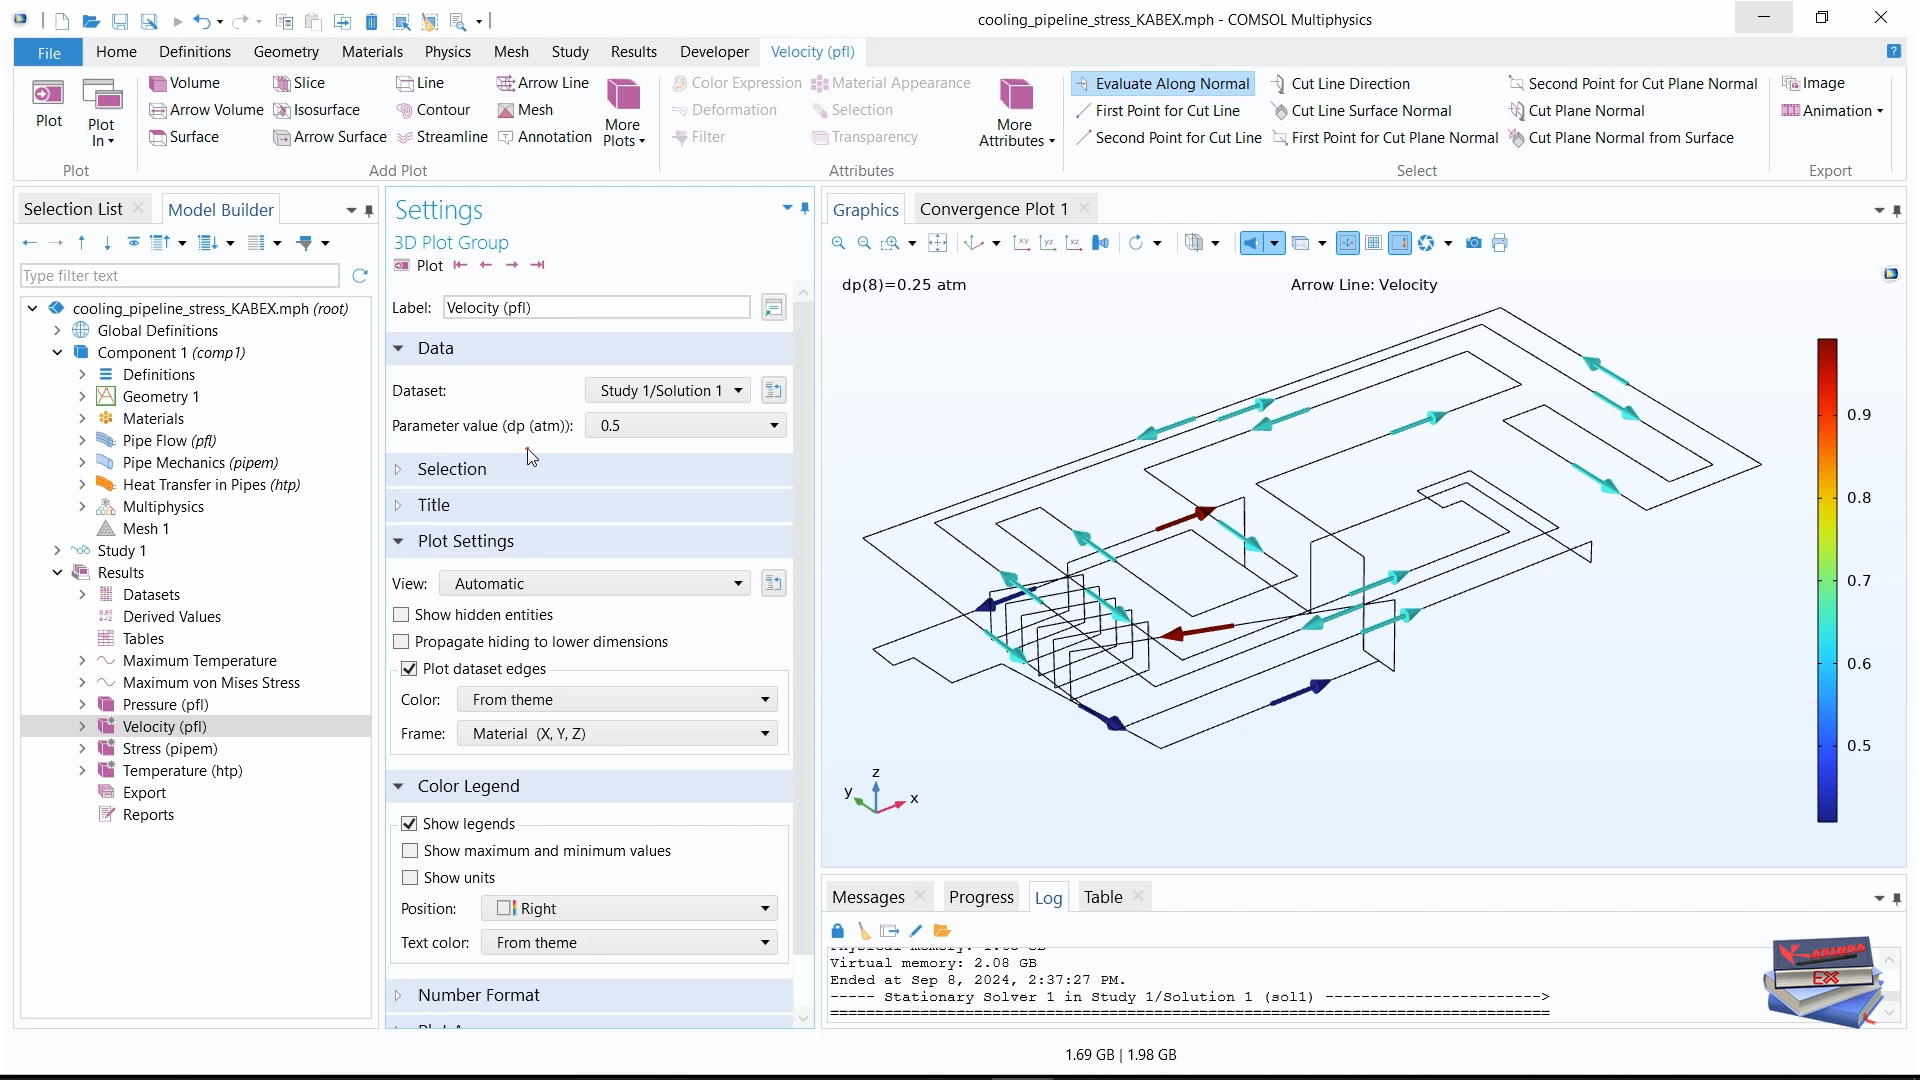 cooling_pipeline_stress_KABEX.mph - COMSOL Multiphysics
File Home Definitions Geometry Materials Physics Mesh Study Results Developer Velocity (pfl)
Plot
Plot In
Volume
Arrow Volume
Surface
Slice
Isosurface
Arrow Surface
Line
Contour
Streamline
Arrow Line
Mesh
Annotation
More Plots
Color Expression
Deformation
Filter
Material Appearance
Selection
Transparency
More Attributes
Evaluate Along Normal
First Point for Cut Line
Second Point for Cut Line
Cut Line Direction
Cut Line Surface Normal
First Point for Cut Plane Normal
Second Point for Cut Plane Normal
Cut Plane Normal
Cut Plane Normal from Surface
Image
Animation
Plot Add Plot Attributes Select Export
Selection List Model Builder
Type filter text
cooling_pipeline_stress_KABEX.mph (root)
Global Definitions
Component 1 (comp1)
Definitions
Geometry 1
Materials
Pipe Flow (pfl)
Pipe Mechanics (pipem)
Heat Transfer in Pipes (htp)
Multiphysics
Mesh 1
Study 1
Results
Datasets
8.85
e-12
Derived Values
Tables
Maximum Temperature
Maximum von Mises Stress
Pressure (pfl)
Velocity (pfl)
Stress (pipem)
Temperature (htp)
Export
Reports
Settings
3D Plot Group
Plot
Label: Velocity (pfl)
Data
Dataset: Study 1/Solution 1
Parameter value (dp (atm)): 0.5
Selection
Title
Plot Settings
View: Automatic
Show hidden entities
Propagate hiding to lower dimensions
Plot dataset edges
Color: From theme
Frame: Material (X, Y, Z)
Color Legend
Show legends
Show maximum and minimum values
Show units
Position: Right
Text color: From theme
Number Format
Graphics Convergence Plot 1
xy yz xz
dp(8)=0.25 atm
Arrow Line: Velocity
0.9
0.8
0.7
0.6
0.5
z
y
x
Messages Progress Log Table
Virtual memory: 2.08 GB
Ended at Sep 8, 2024, 2:37:27 PM.
----- Stationary Solver 1 in Study 1/Solution 1 (sol1) ----------------------->
===============================================================================
KABINDA
EX
1.69 GB | 1.98 GB